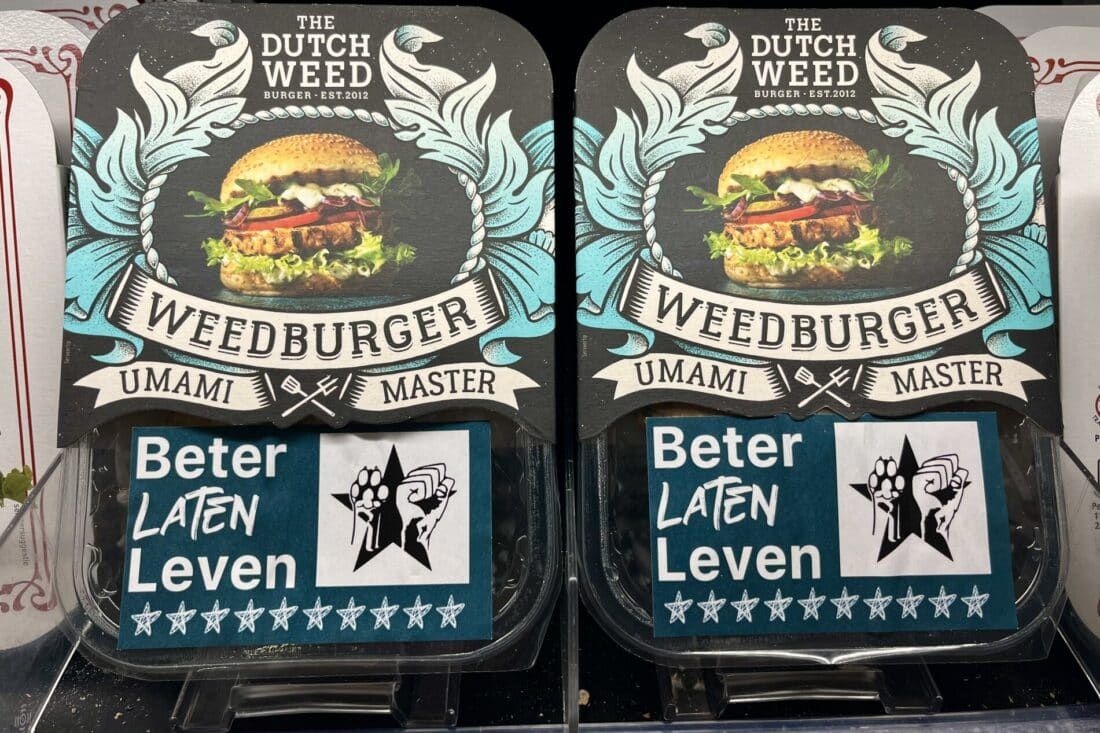 THE
DUTCH
WEED
BURGER · EST.2012
WEEDBURGER
UMAMI MASTER
Beter
LATEN
Leven
THE
DUTCH
WEED
BURGER · EST.2012
WEEDBURGER
UMAMI MASTER
Beter
LATEN
Leven